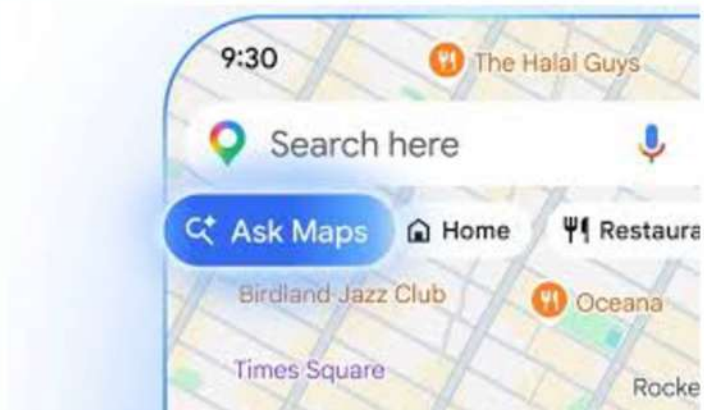 9:30
The Halal Guys
Search here
Ask Maps
Home
Restaura
Birdland Jazz Club
Oceana
Times Square
Rocke